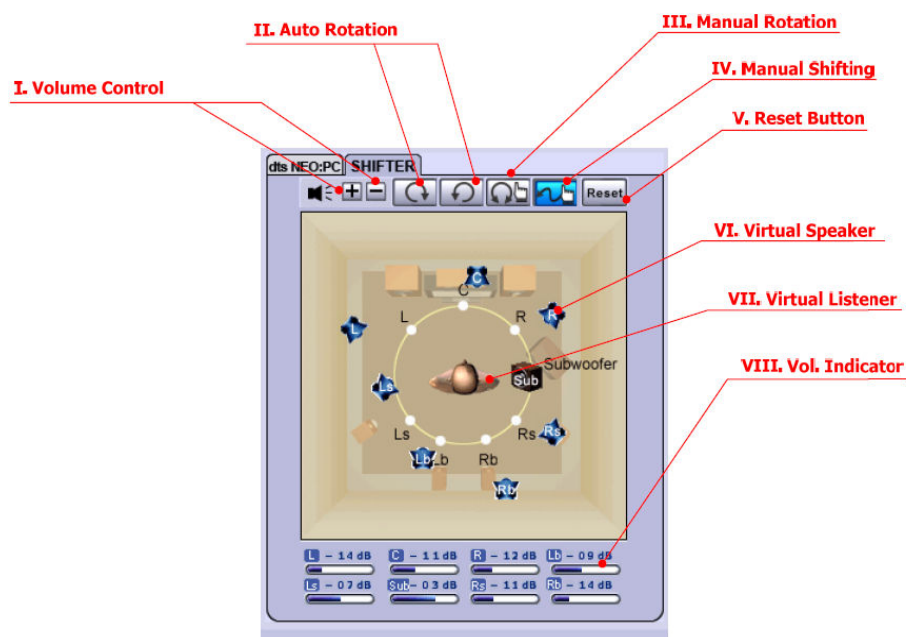 III. Manual Rotation
II. Auto Rotation
IV. Manual Shifting
I. Volume Control
V. Reset Button
dts NEO:PC SHIFTER
Reset
VI. Virtual Speaker
C
C
L
R
R
L
VII. Virtual Listener
Subwoofer
VIII. Vol. Indicator
Sub
Ls
Ls
Rs
Rs
Lb
Lb
Rb
Rb
L - 14 dB C - 11 dB R - 12 dB Lb - 09 dB
Ls - 07 dB Sub - 03 dB Rs - 11 dB Rb - 14 dB